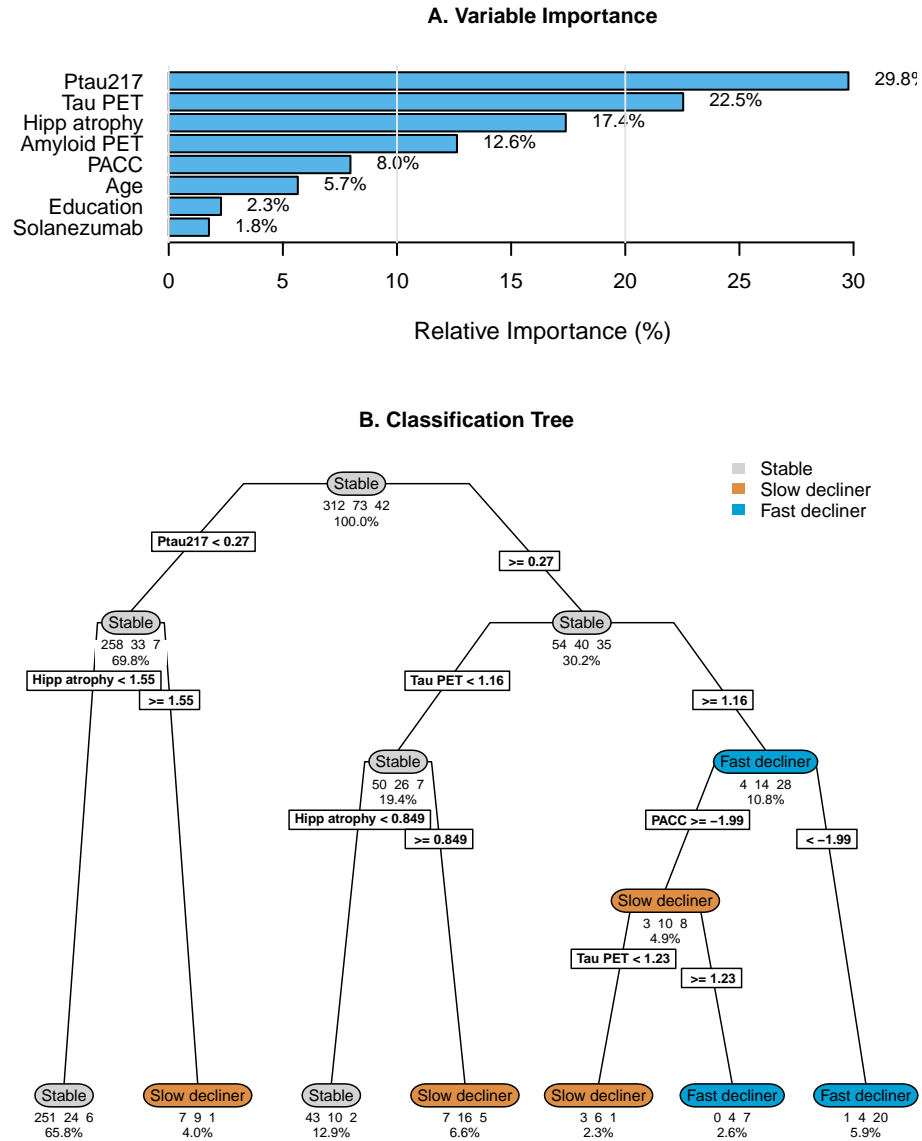 A. Variable Importance
Ptau217 29.8%
Tau PET 22.5%
Hipp atrophy 17.4%
Amyloid PET 12.6%
PACC 8.0%
Age 5.7%
Education 2.3%
Solanezumab 1.8%
0 5 10 15 20 25 30
Relative Importance (%)
B. Classification Tree
Stable
Slow decliner
Fast decliner
Stable
312 73 42
100.0%
Ptau217 < 0.27
>= 0.27
Stable
258 33 7
69.8%
Stable
54 40 35
30.2%
Hipp atrophy < 1.55
>= 1.55
Tau PET < 1.16
>= 1.16
Stable
50 26 7
19.4%
Fast decliner
4 14 28
10.8%
Hipp atrophy < 0.849
>= 0.849
PACC >= −1.99
< −1.99
Slow decliner
3 10 8
4.9%
Tau PET < 1.23
>= 1.23
Stable
251 24 6
65.8%
Slow decliner
7 9 1
4.0%
Stable
43 10 2
12.9%
Slow decliner
7 16 5
6.6%
Slow decliner
3 6 1
2.3%
Fast decliner
0 4 7
2.6%
Fast decliner
1 4 20
5.9%